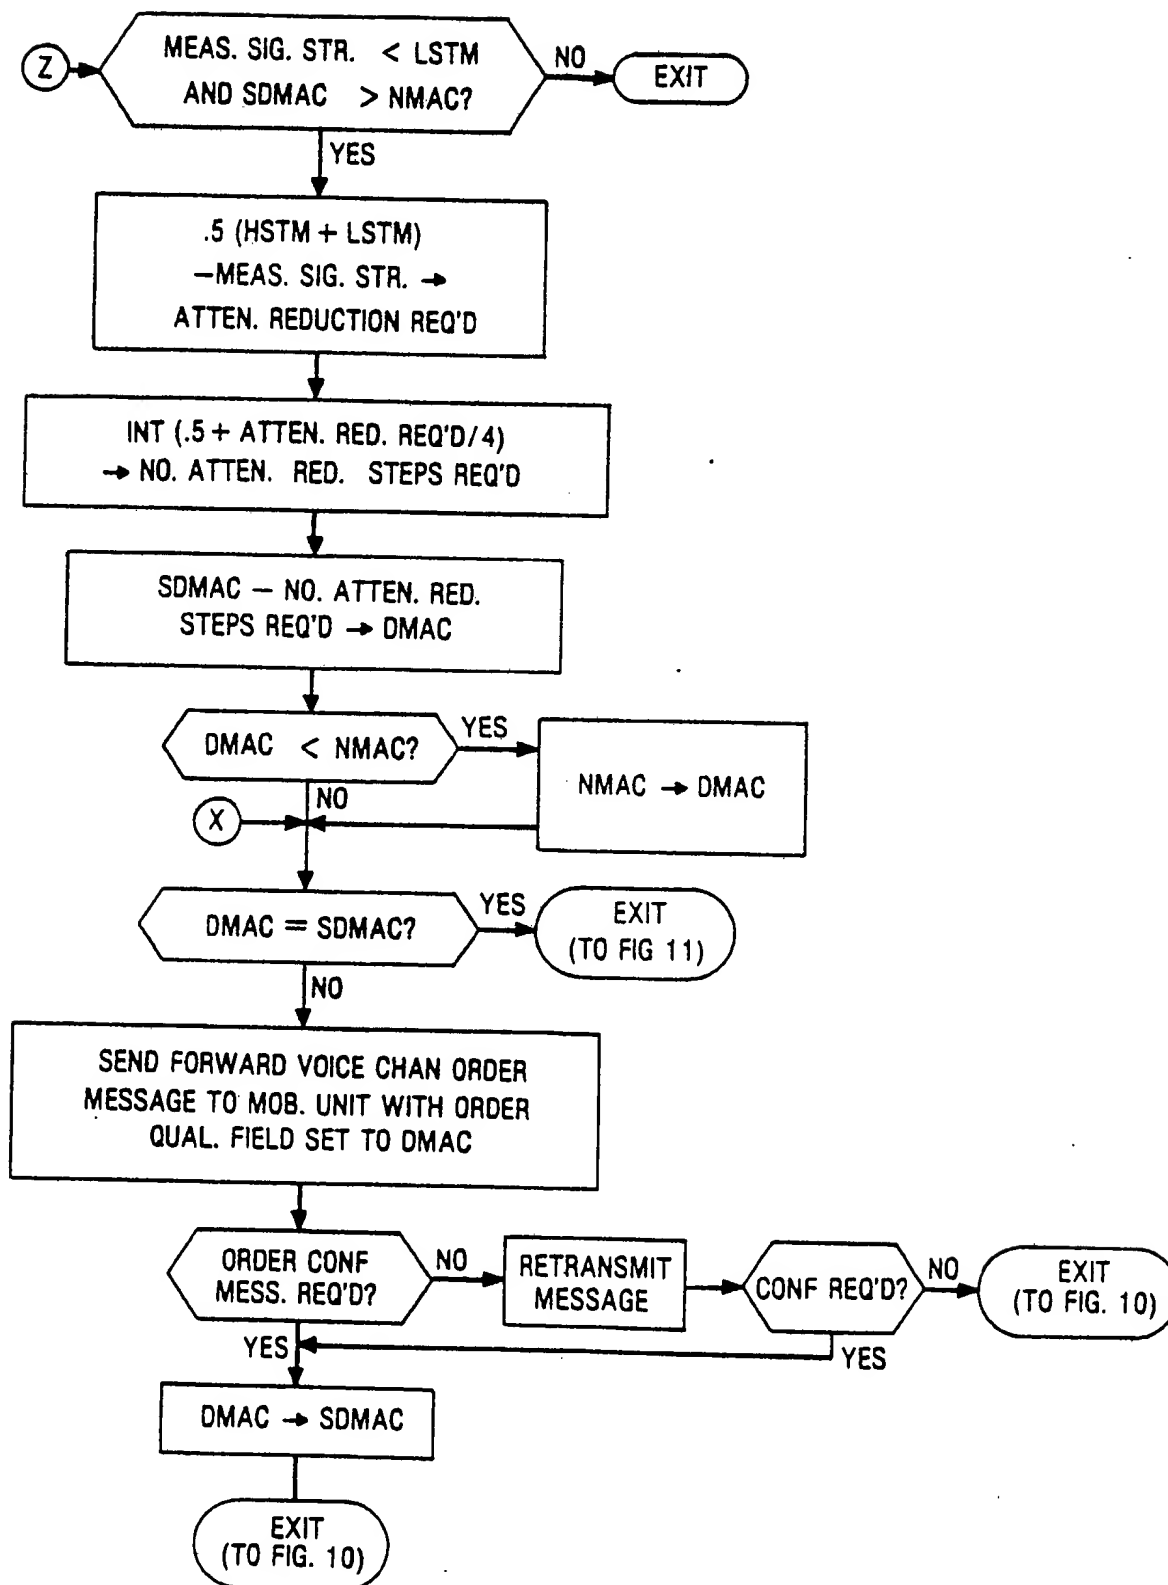 Z
MEAS. SIG. STR. < LSTM
AND SDMAC > NMAC?
NO
EXIT
YES
.5 (HSTM + LSTM)
−MEAS. SIG. STR. →
ATTEN. REDUCTION REQ'D
INT (.5 + ATTEN. RED. REQ'D/4)
→ NO. ATTEN. RED. STEPS REQ'D
SDMAC − NO. ATTEN. RED.
STEPS REQ'D → DMAC
DMAC < NMAC?
YES
NMAC → DMAC
NO
X
DMAC = SDMAC?
YES
EXIT
(TO FIG 11)
NO
SEND FORWARD VOICE CHAN ORDER
MESSAGE TO MOB. UNIT WITH ORDER
QUAL. FIELD SET TO DMAC
ORDER CONF
MESS. REQ'D?
NO
RETRANSMIT
MESSAGE
CONF REQ'D?
NO
EXIT
(TO FIG. 10)
YES
YES
DMAC → SDMAC
EXIT
(TO FIG. 10)